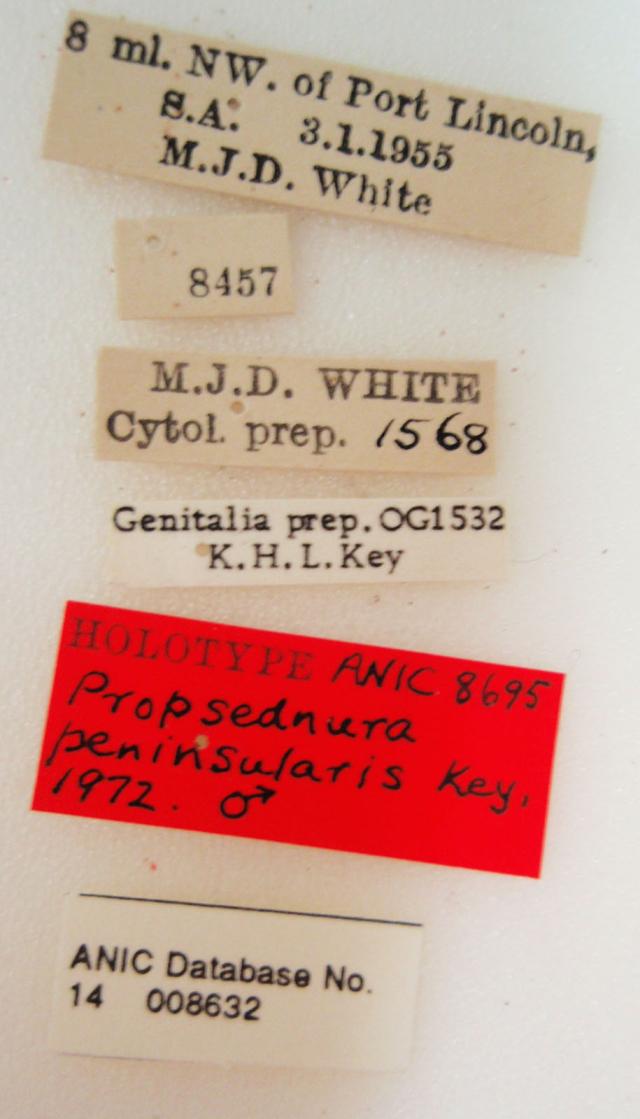 8 ml. NW. of Port Lincoln,
S.A. 3.1.1955
M.J.D. White
8457
M.J.D. WHITE
Cytol. prep. 1568
Genitalia prep. OG1532
K.H.L. Key
HOLOTYPE ANIC 8695
Propsednura
peninsularis Key,
1972. ♂
ANIC Database No.
14 008632